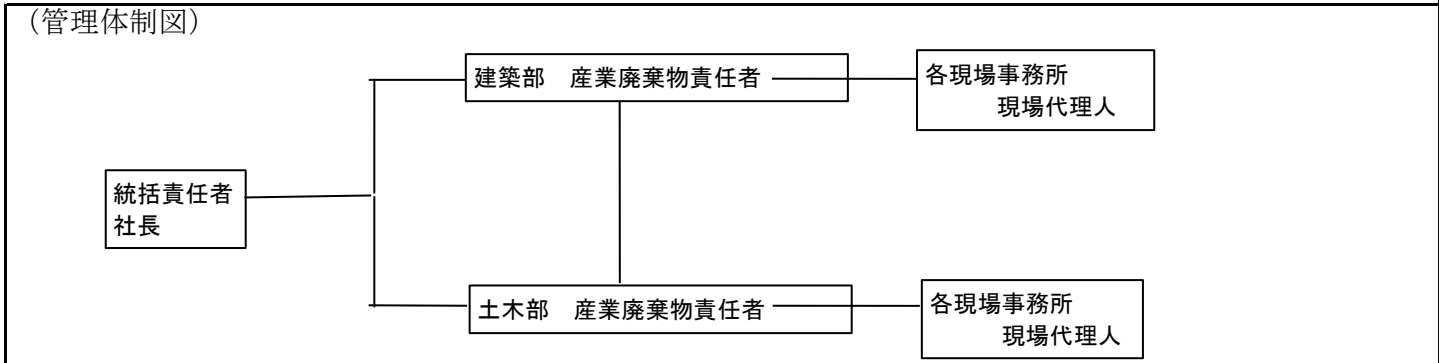 （管理体制図）
建築部　産業廃棄物責任者
各現場事務所
現場代理人
統括責任者
社長
土木部　産業廃棄物責任者
各現場事務所
現場代理人